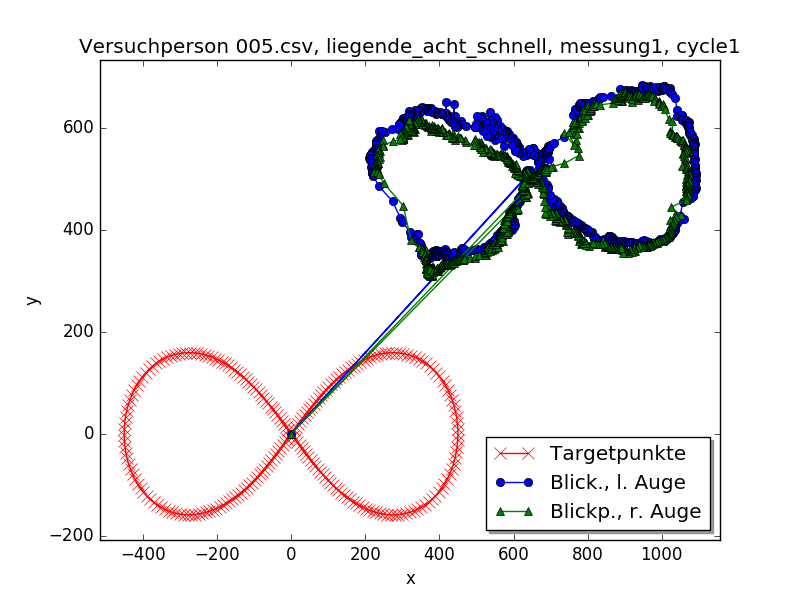 Versuchperson 005.csv, liegende_acht_schnell, messung1, cycle1
y
600
400
200
0
−200
−400
−200
0
200
400
600
800
1000
x
Targetpunkte
Blick., l. Auge
Blickp., r. Auge